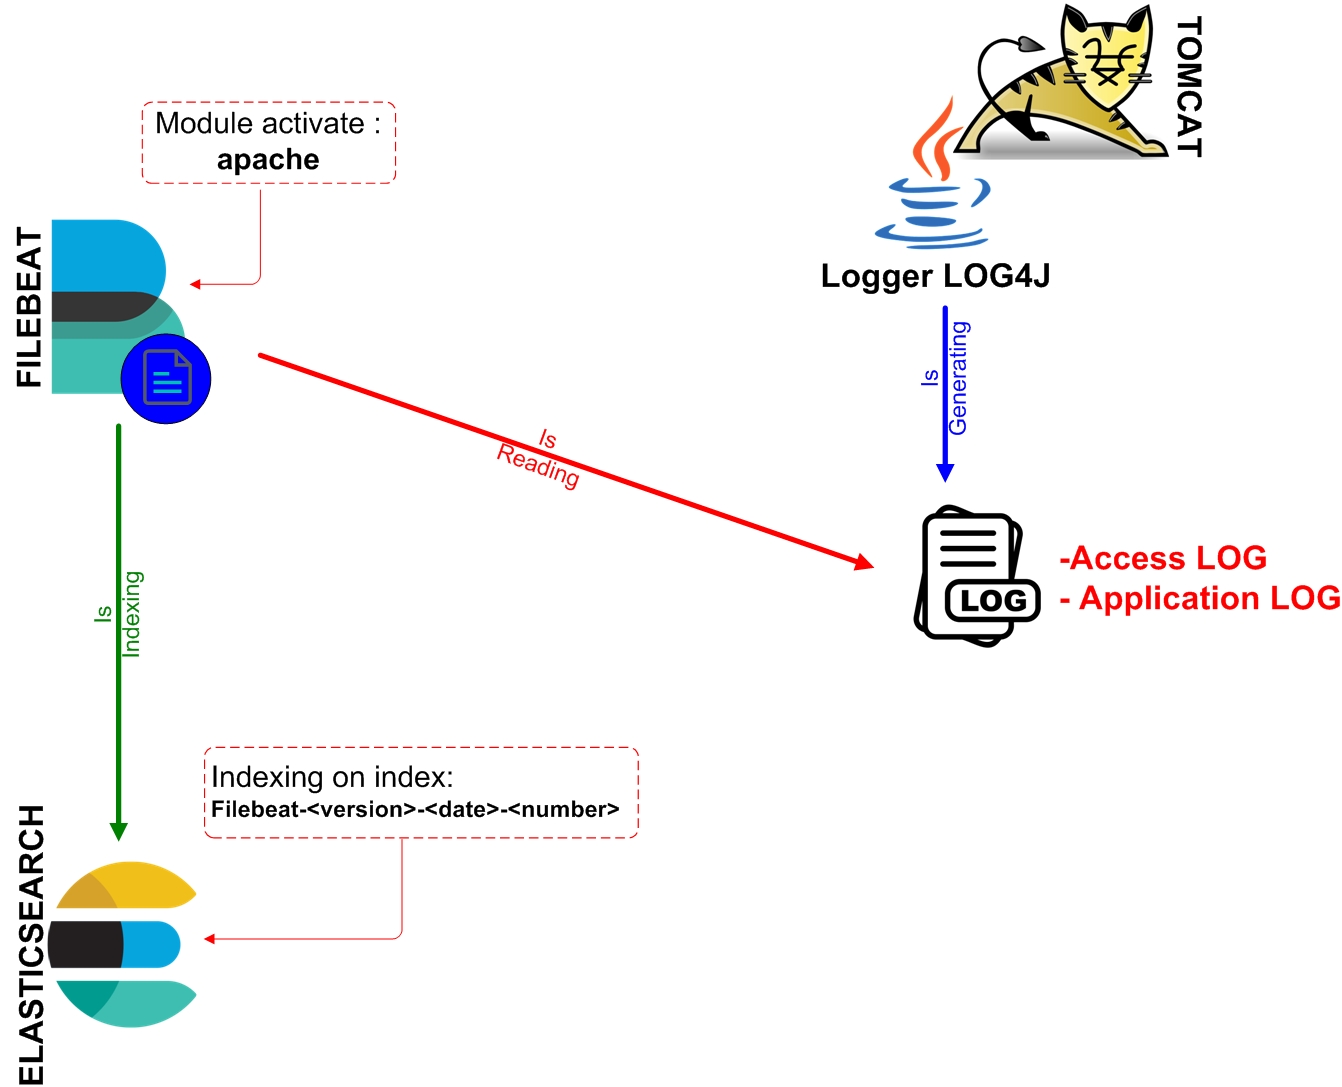 TOMCAT
Module activate :
apache
FILEBEAT
Logger LOG4J
Is
Generating
Is
Reading
LOG
-Access LOG
- Application LOG
Is
Indexing
Indexing on index:
Filebeat-<version>-<date>-<number>
ELASTICSEARCH